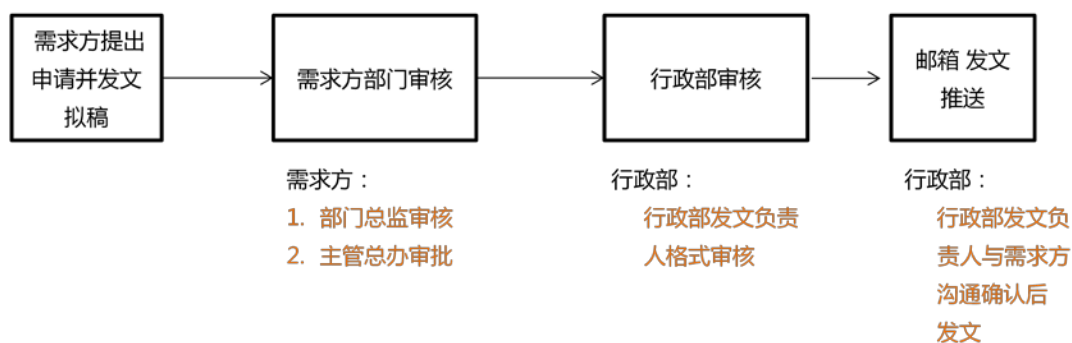 需求方提出
申请并发文
拟稿
需求方部门审核
行政部审核
邮箱 发文
推送
需求方：
1. 部门总监审核
2. 主管总办审批
行政部：
行政部发文负责
人格式审核
行政部：
行政部发文负
责人与需求方
沟通确认后
发文